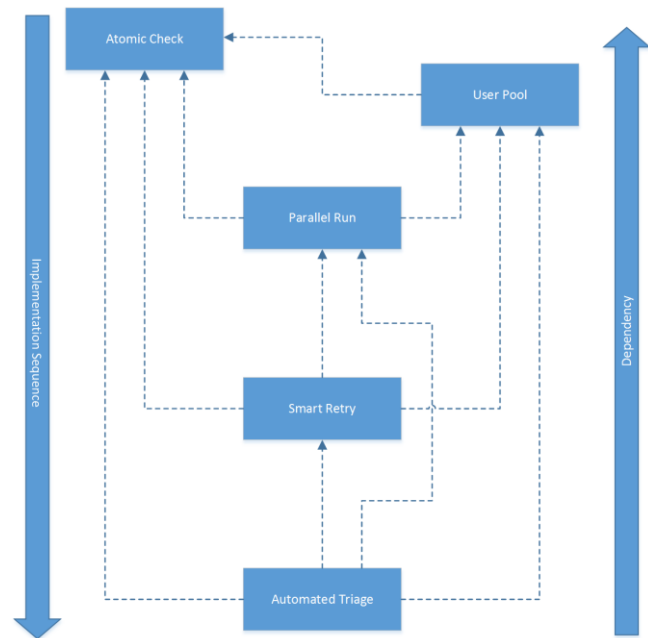 Atomic Check
User Pool
Parallel Run
Implementation Sequence
Dependency
Smart Retry
Automated Triage